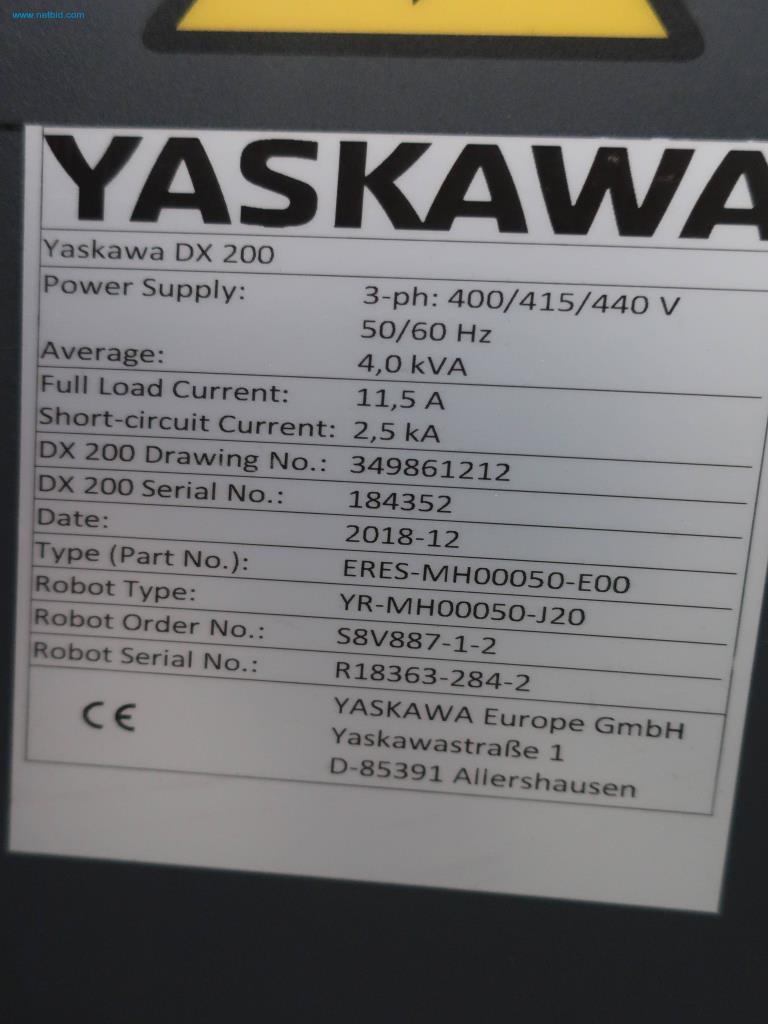 www.netbid.com
YASKAWA
Yaskawa DX 200
Power Supply: 3-ph: 400/415/440 V
50/60 Hz
Average: 4,0 kVA
Full Load Current: 11,5 A
Short-circuit Current: 2,5 kA
DX 200 Drawing No.: 349861212
DX 200 Serial No.: 184352
Date: 2018-12
Type (Part No.): ERES-MH00050-E00
Robot Type: YR-MH00050-J20
Robot Order No.: S8V887-1-2
Robot Serial No.: R18363-284-2
CE YASKAWA Europe GmbH
Yaskawastraße 1
D-85391 Allershausen